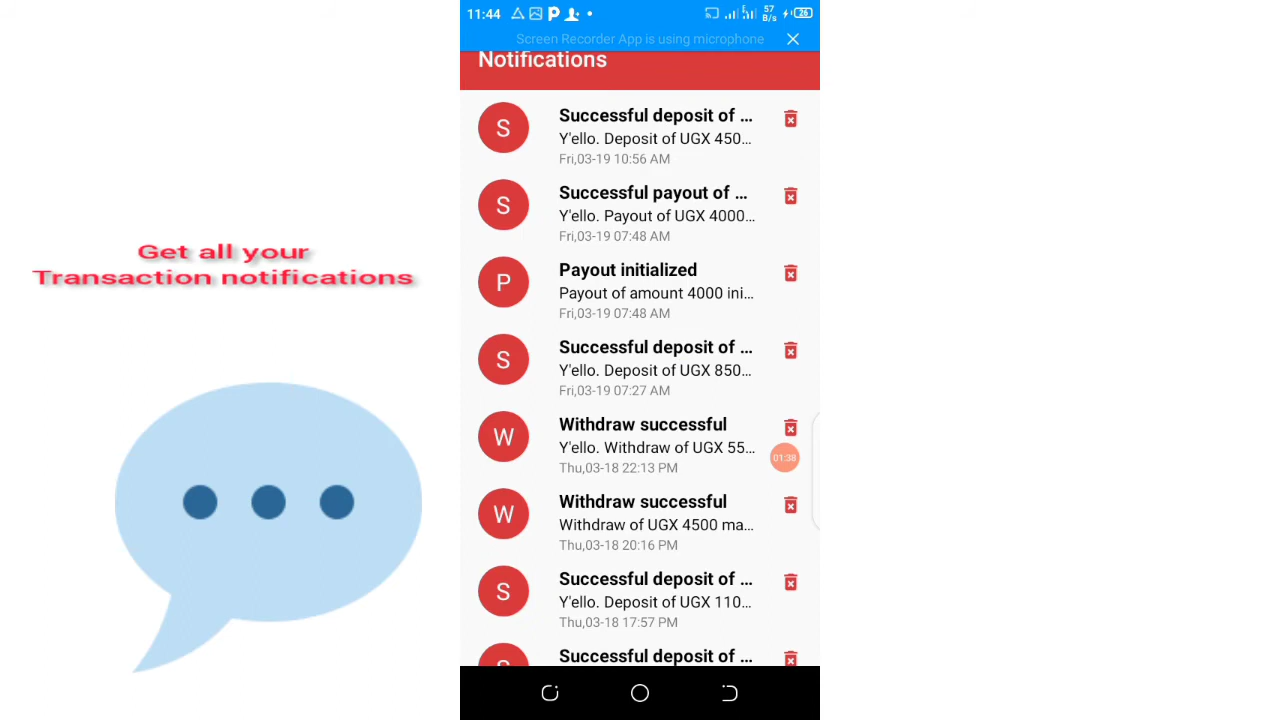 11:44
57
B/s
26
Screen Recorder App is using microphone
Notifications
Get all your
Transaction notifications
S
Successful deposit of ...
Y'ello. Deposit of UGX 450...
Fri,03-19 10:56 AM
S
Successful payout of ...
Y'ello. Payout of UGX 4000...
Fri,03-19 07:48 AM
P
Payout initialized
Payout of amount 4000 ini...
Fri,03-19 07:48 AM
S
Successful deposit of ...
Y'ello. Deposit of UGX 850...
Fri,03-19 07:27 AM
W
Withdraw successful
Y'ello. Withdraw of UGX 55...
Thu,03-18 22:13 PM
01:38
W
Withdraw successful
Withdraw of UGX 4500 ma...
Thu,03-18 20:16 PM
S
Successful deposit of ...
Y'ello. Deposit of UGX 110...
Thu,03-18 17:57 PM
S
Successful deposit of ...